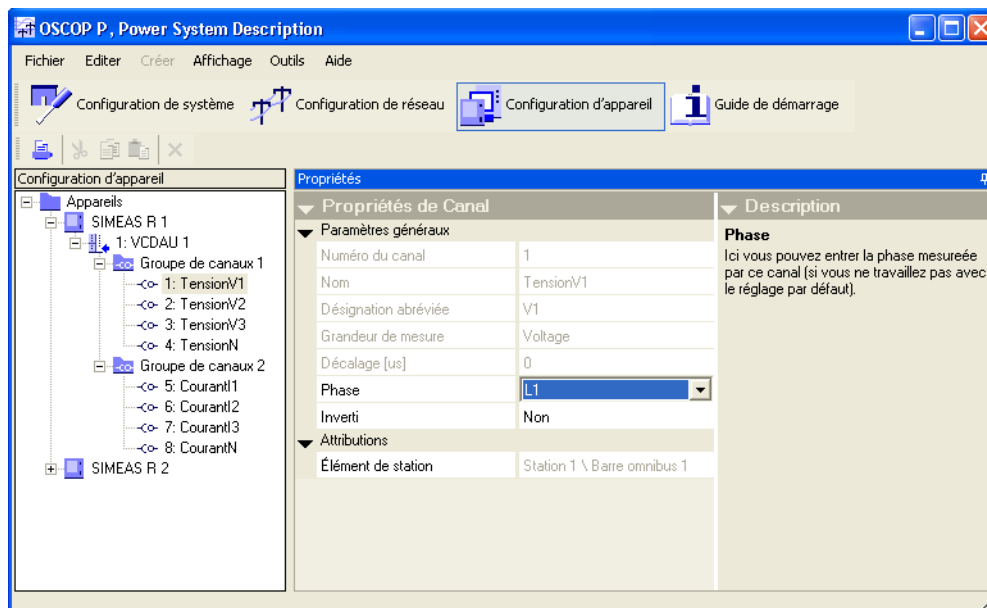 OSCOP P, Power System Description
Fichier Editer Créer Affichage Outils Aide
Configuration de système Configuration de réseau Configuration d'appareil Guide de démarrage
Configuration d'appareil
Appareils
SIMEAS R 1
1: VCDAU 1
Groupe de canaux 1
1: TensionV1
2: TensionV2
3: TensionV3
4: TensionN
Groupe de canaux 2
5: CourantI1
6: CourantI2
7: CourantI3
8: CourantN
SIMEAS R 2
Propriétés
Propriétés de Canal
Paramètres généraux
Numéro du canal 1
Nom TensionV1
Désignation abréviée V1
Grandeur de mesure Voltage
Décalage [us] 0
Phase L1
Inverti Non
Attributions
Élément de station Station 1 \ Barre omnibus 1
Description
Phase
Ici vous pouvez entrer la phase mesureée
par ce canal (si vous ne travaillez pas avec
le réglage par défaut).